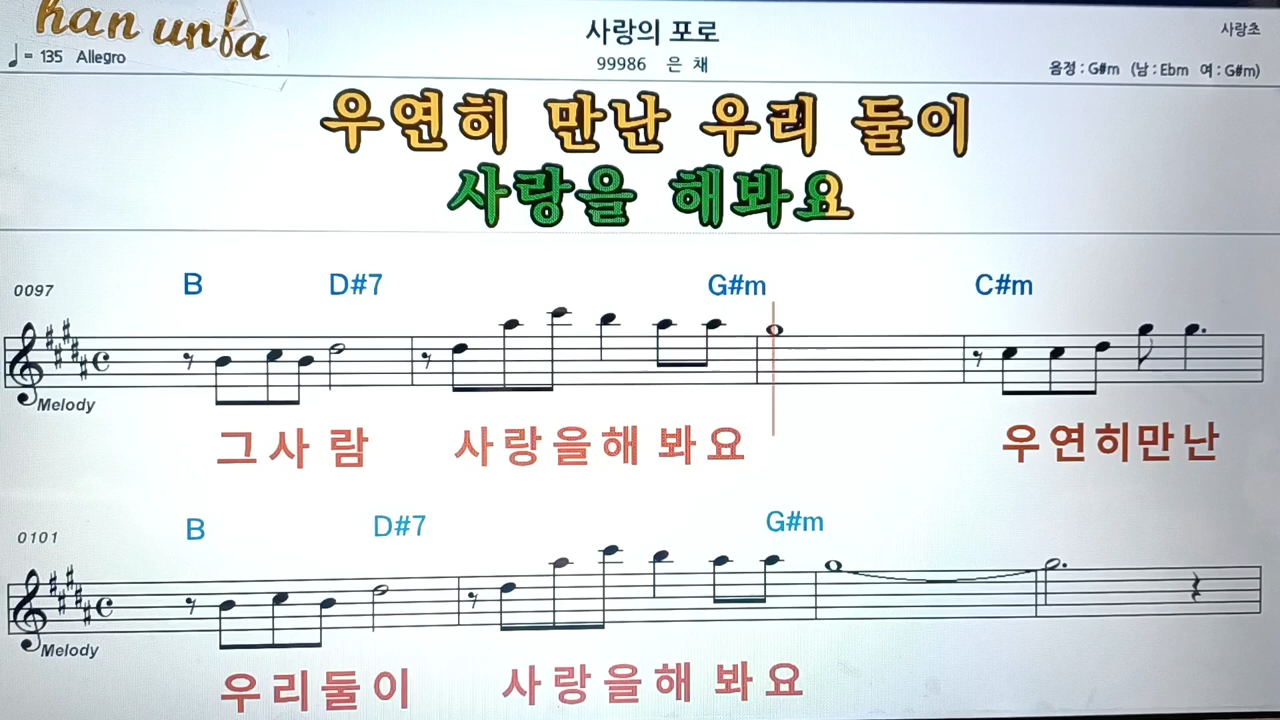 han unfa
사랑의 포로
사랑초
♩= 135 Allegro
99986 은 채
음정 : G#m (남 : Ebm 여 : G#m)
우연히 만난 우리 둘이
사랑을 해봐요
0097 B D#7 G#m C#m
Melody
그사 람 사랑을해 봐요 우연히만난
0101 B D#7 G#m
Melody
우리둘이 사랑을해 봐요